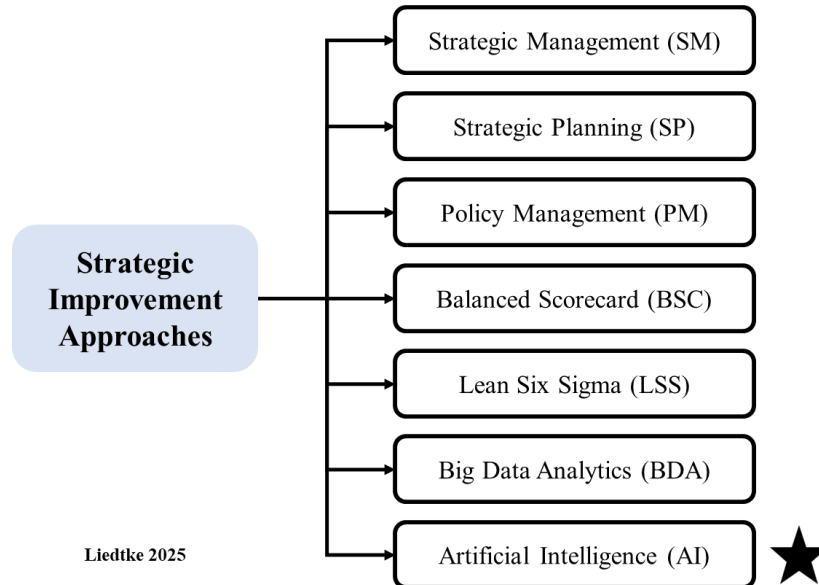 Strategic Management (SM)
Strategic Planning (SP)
Policy Management (PM)
Strategic
Improvement
Approaches
Balanced Scorecard (BSC)
Lean Six Sigma (LSS)
Big Data Analytics (BDA)
Artificial Intelligence (AI)
Liedtke 2025